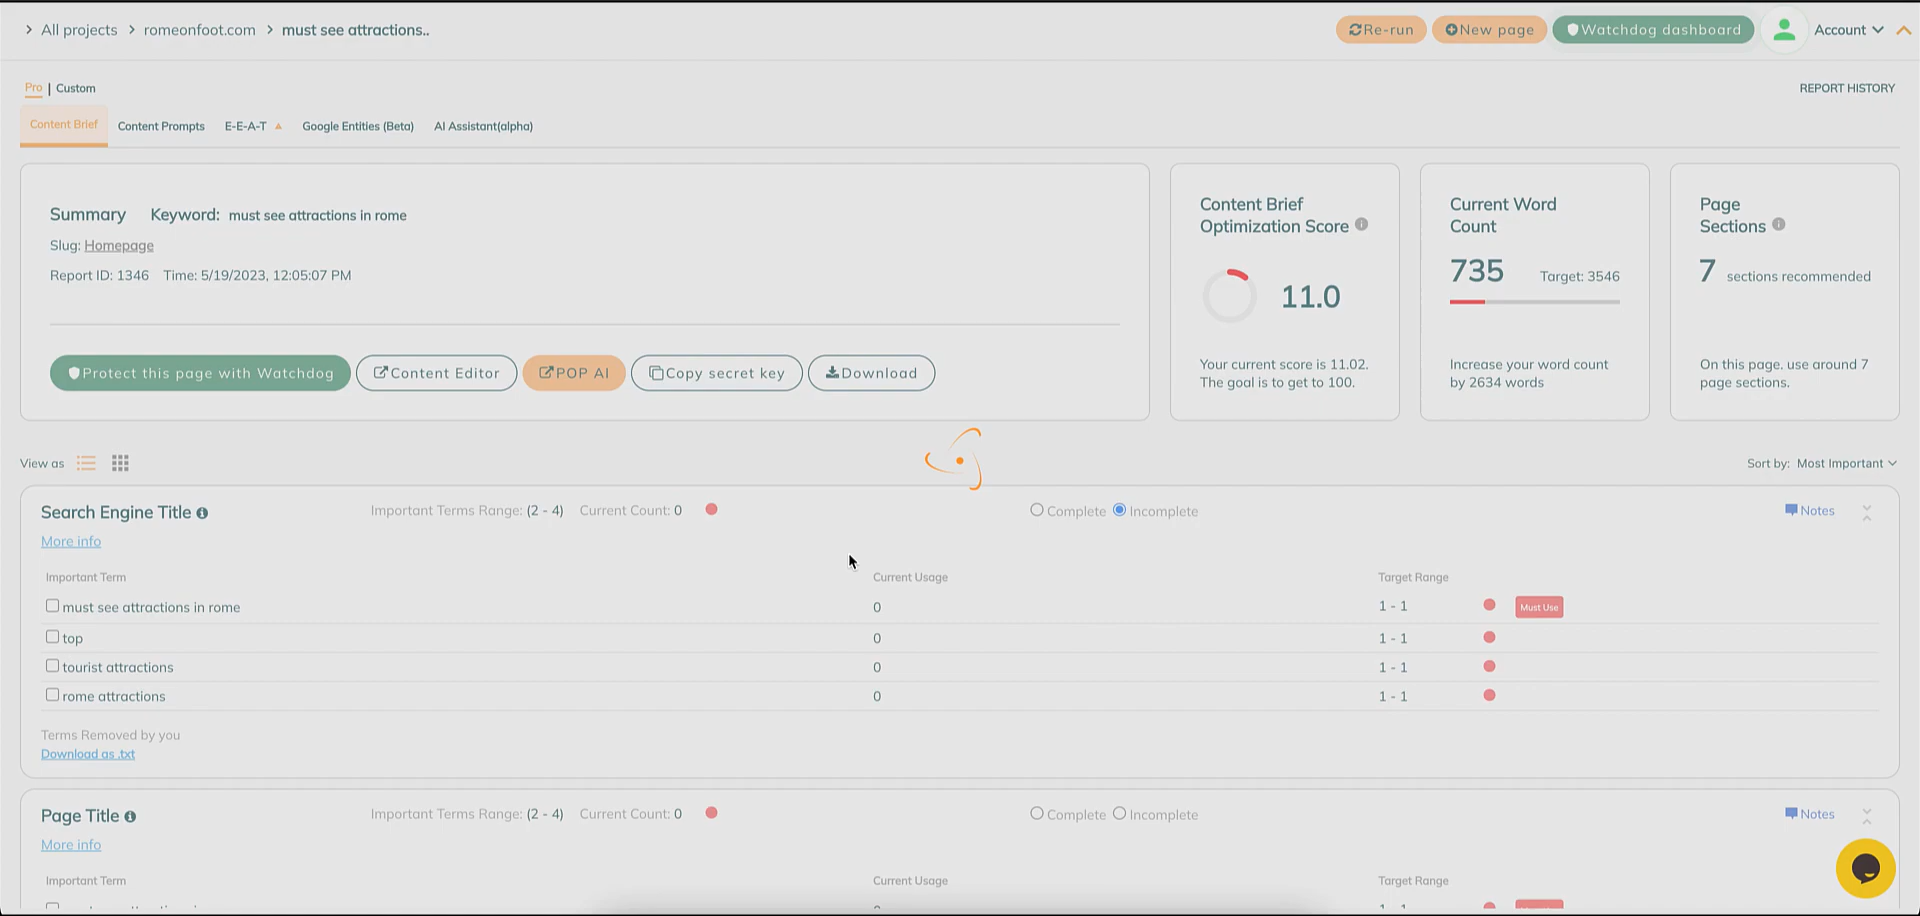 All projects > romeonfoot.com > must see attractions..
Re-run
New page
Watchdog dashboard
Account
Pro | Custom
REPORT HISTORY
Content Brief
Content Prompts
E-E-A-T
Google Entities (Beta)
AI Assistant(alpha)
Summary Keyword: must see attractions in rome
Slug: Homepage
Report ID: 1346 Time: 5/19/2023, 12:05:07 PM
Protect this page with Watchdog
Content Editor
POP AI
Copy secret key
Download
Content Brief
Optimization Score
11.0
Your current score is 11.02.
The goal is to get to 100.
Current Word
Count
735 Target: 3546
Increase your word count
by 2634 words
Page
Sections
7 sections recommended
On this page. use around 7
page sections.
View as
Sort by: Most Important
Search Engine Title Important Terms Range: (2 - 4) Current Count: 0 Complete Incomplete Notes
More info
Important Term Current Usage Target Range
must see attractions in rome 0 1 - 1 Must Use
top 0 1 - 1
tourist attractions 0 1 - 1
rome attractions 0 1 - 1
Terms Removed by you
Download as .txt
Page Title Important Terms Range: (2 - 4) Current Count: 0 Complete Incomplete Notes
More info
Important Term Current Usage Target Range